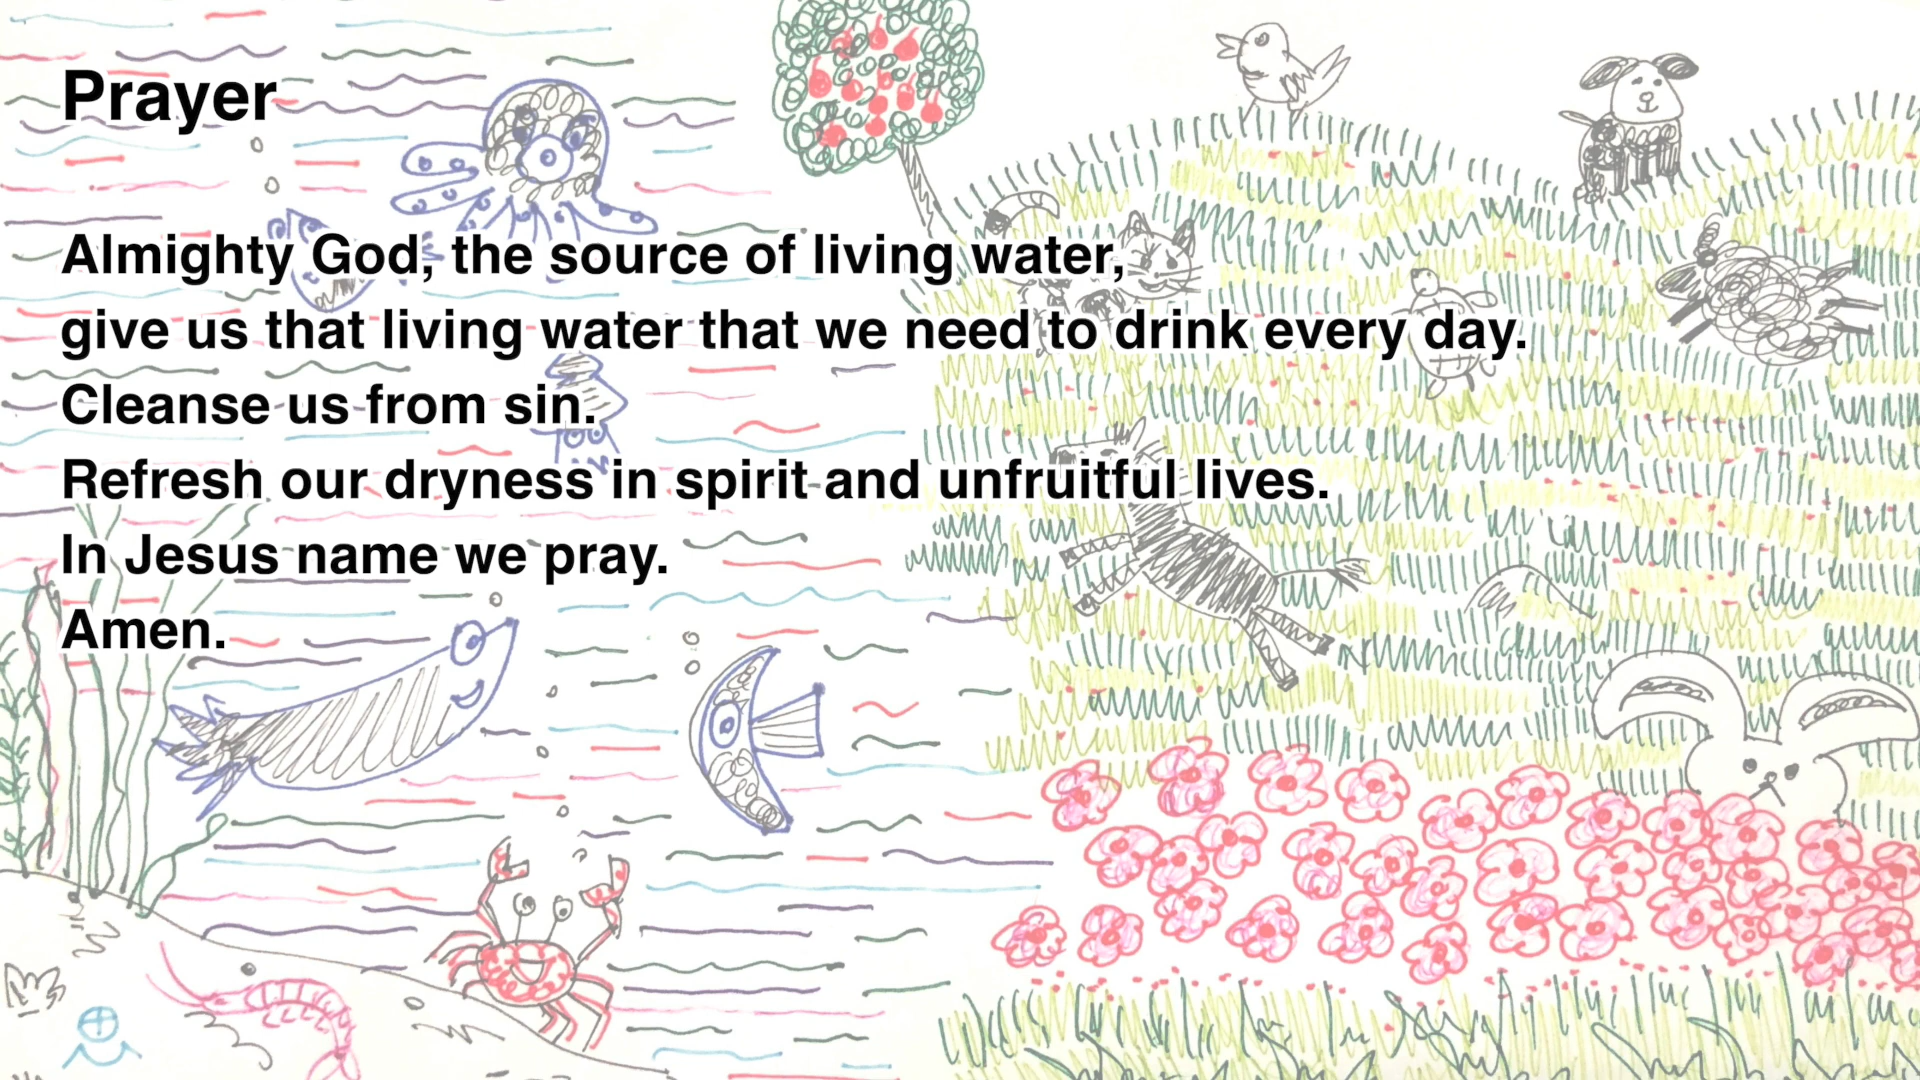 Prayer
Almighty God, the source of living water,
give us that living water that we need to drink every day.
Cleanse us from sin.
Refresh our dryness in spirit and unfruitful lives.
In Jesus name we pray.
Amen.